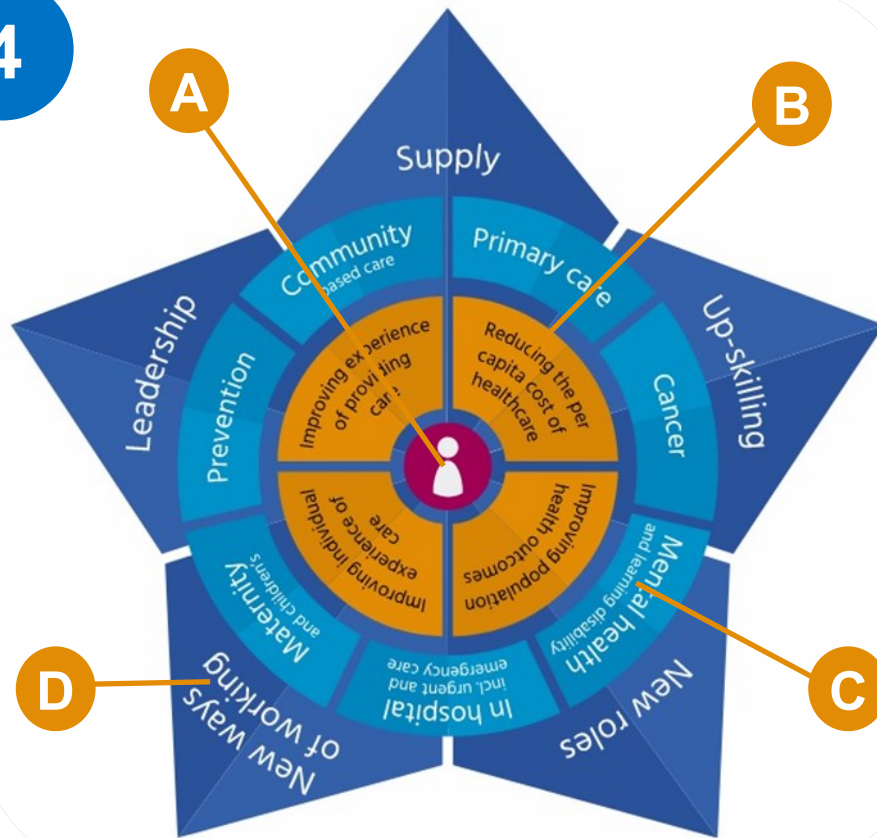 4
A
B
Supply
Community
based care
Primary care
Leadership
Up-skilling
Prevention
Cancer
Improving experience
of providing
care
Reducing the per
capita cost of
healthcare
Improving individual
experience of
care
Improving population
health outcomes
Maternity
and children's
Mental health
and learning disability
In hospital
incl. urgent and
emergency care
D
C
New ways
of working
New roles